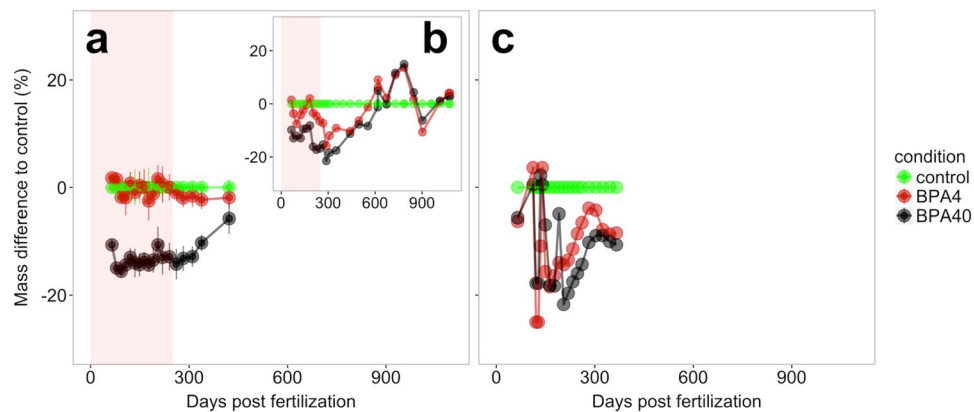 a
b
c
Mass difference to control (%)
20
0
-20
20
0
-20
0 300 600 900
0 300 600 900
0 300 600 900
Days post fertilization
Days post fertilization
condition
control
BPA4
BPA40